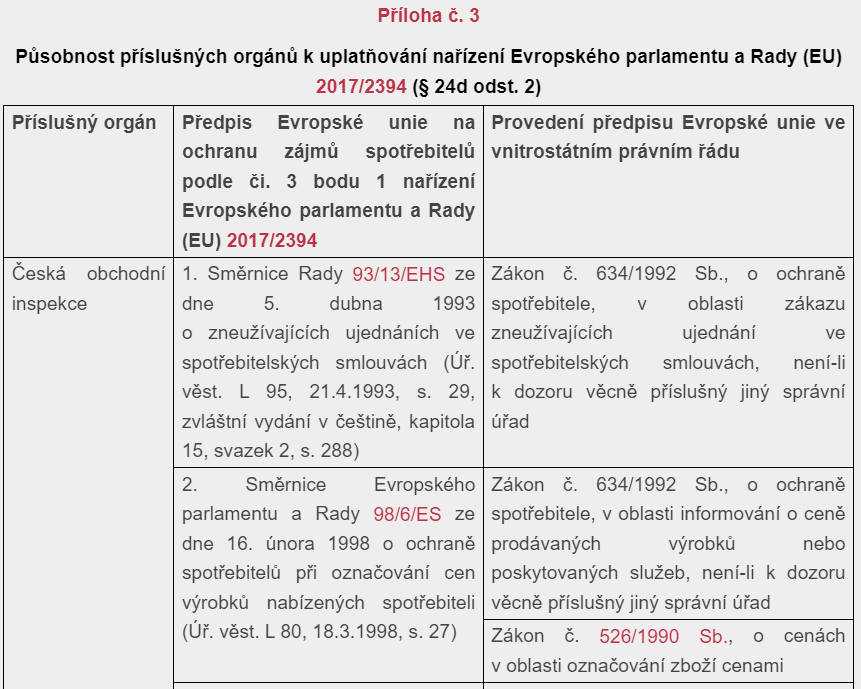 Příloha č. 3
Působnost příslušných orgánů k uplatňování nařízení Evropského parlamentu a Rady (EU)
2017/2394 (§ 24d odst. 2)
Příslušný orgán
Předpis Evropské unie na
ochranu zájmů spotřebitelů
podle či. 3 bodu 1 nařízení
Evropského parlamentu a Rady
(EU) 2017/2394
Provedení předpisu Evropské unie ve
vnitrostátním právním řádu
Česká obchodní
inspekce
1. Směrnice Rady 93/13/EHS ze
dne 5. dubna 1993
o zneužívajících ujednáních ve
spotřebitelských smlouvách (Úř.
věst. L 95, 21.4.1993, s. 29,
zvláštní vydání v češtině, kapitola
15, svazek 2, s. 288)
Zákon č. 634/1992 Sb., o ochraně
spotřebitele, v oblasti zákazu
zneužívajících ujednání ve
spotřebitelských smlouvách, není-li
k dozoru věcně příslušný jiný správní
úřad
2. Směrnice Evropského
parlamentu a Rady 98/6/ES ze
dne 16. února 1998 o ochraně
spotřebitelů při označování cen
výrobků nabízených spotřebiteli
(Úř. věst. L 80, 18.3.1998, s. 27)
Zákon č. 634/1992 Sb., o ochraně
spotřebitele, v oblasti informování o ceně
prodávaných výrobků nebo
poskytovaných služeb, není-li k dozoru
věcně příslušný jiný správní úřad
Zákon č. 526/1990 Sb., o cenách
v oblasti označování zboží cenami